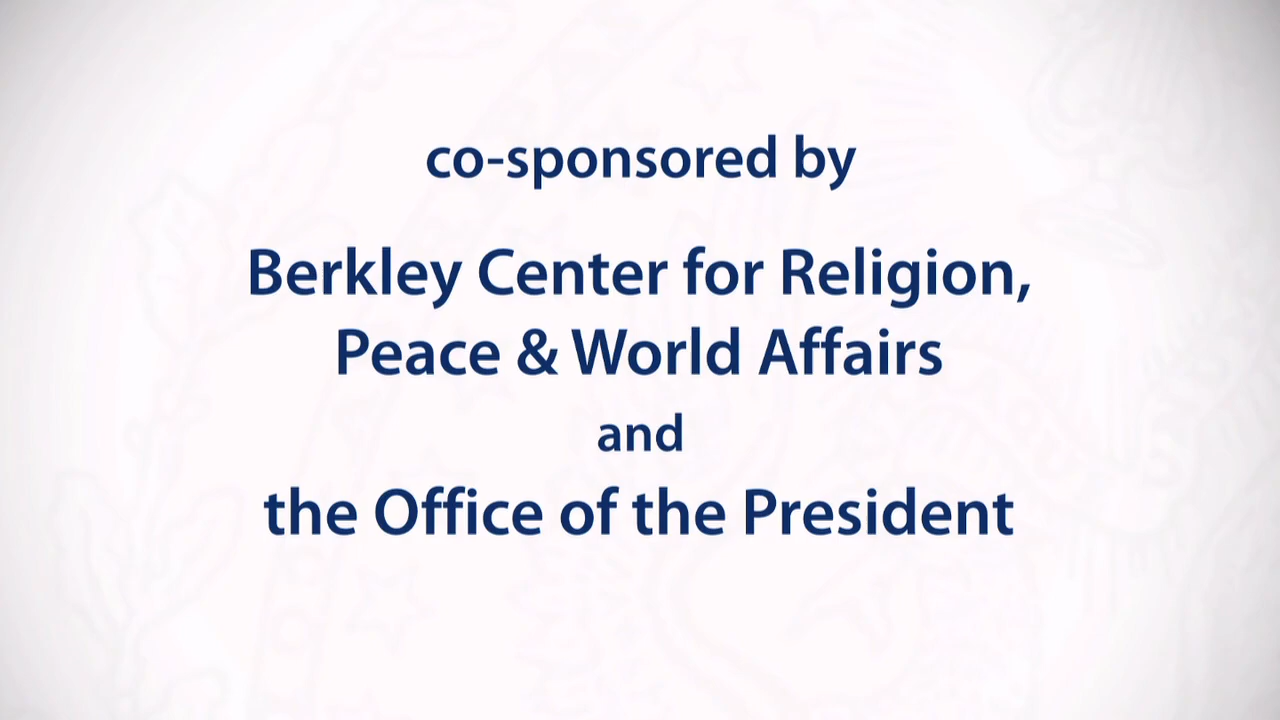 co-sponsored by
Berkley Center for Religion,
Peace & World Affairs
and
the Office of the President